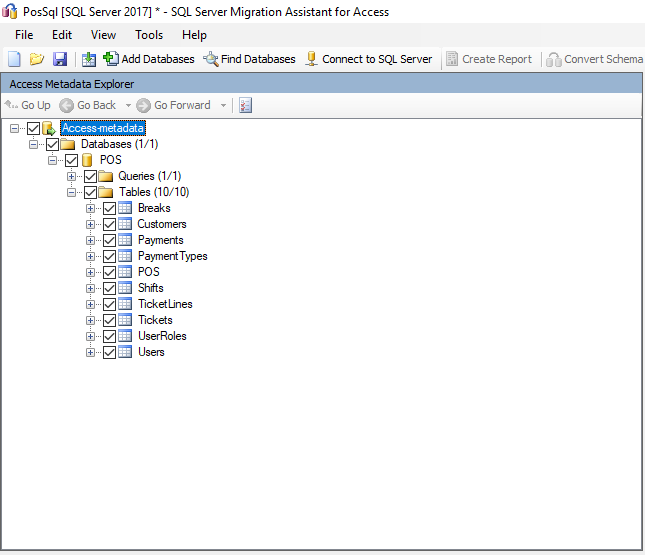 PosSql [SQL Server 2017] * - SQL Server Migration Assistant for Access
File Edit View Tools Help
Add Databases Find Databases Connect to SQL Server Create Report Convert Schema
Access Metadata Explorer
Go Up Go Back Go Forward
Access-metadata
Databases (1/1)
POS
Queries (1/1)
Tables (10/10)
Breaks
Customers
Payments
PaymentTypes
POS
Shifts
TicketLines
Tickets
UserRoles
Users